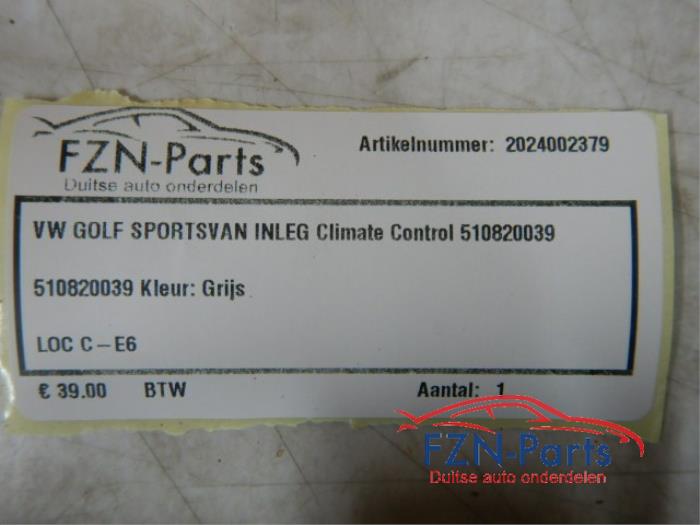 FZN-Parts
Duitse auto onderdelen
Artikelnummer: 2024002379
VW GOLF SPORTSVAN INLEG Climate Control 510820039
510820039 Kleur: Grijs
LOC C-E6
€ 39.00 BTW Aantal: 1
FZN-Parts
Duitse auto onderdelen